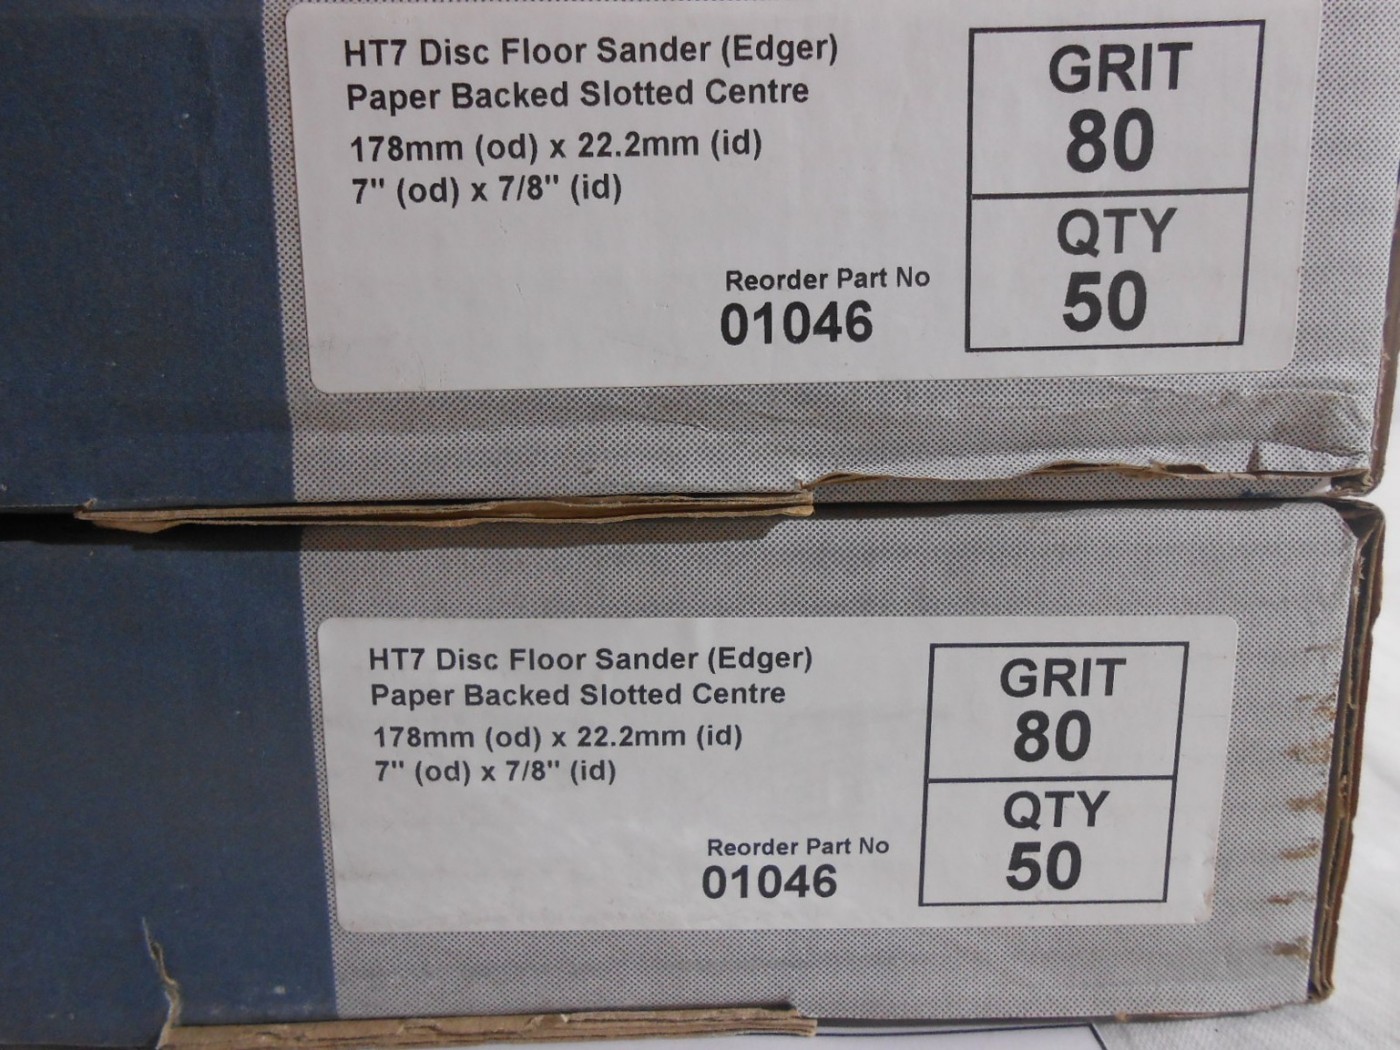 HT7 Disc Floor Sander (Edger)
Paper Backed Slotted Centre
178mm (od) x 22.2mm (id)
7" (od) x 7/8" (id)
Reorder Part No
01046
GRIT
80
QTY
50
HT7 Disc Floor Sander (Edger)
Paper Backed Slotted Centre
178mm (od) x 22.2mm (id)
7" (od) x 7/8" (id)
Reorder Part No
01046
GRIT
80
QTY
50